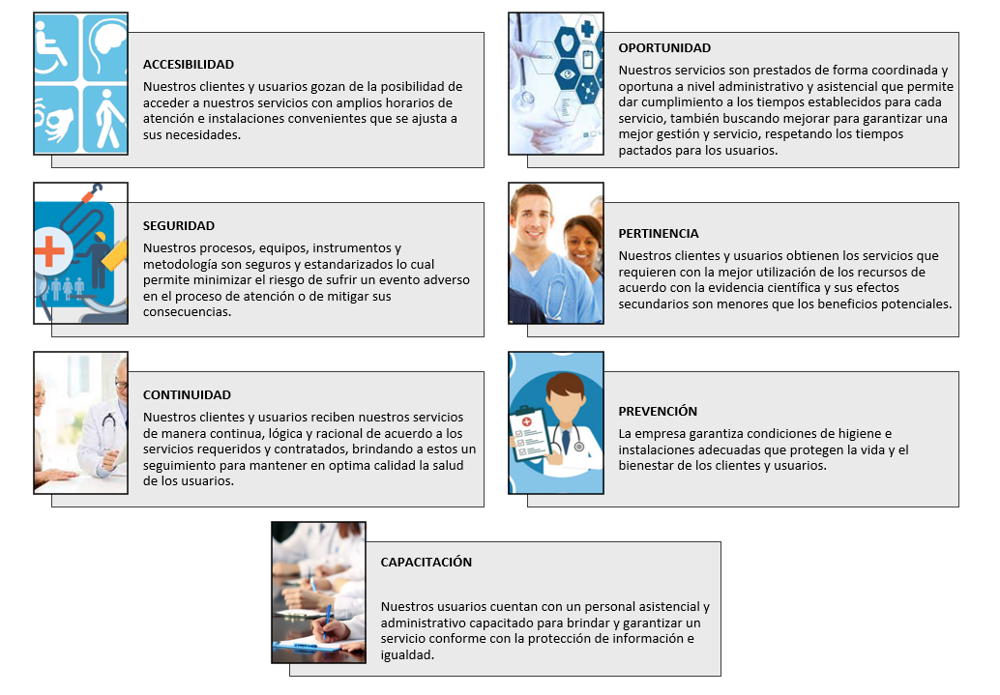 ACCESIBILIDAD
Nuestros clientes y usuarios gozan de la posibilidad de
acceder a nuestros servicios con amplios horarios de
atención e instalaciones convenientes que se ajusta a
sus necesidades.
OPORTUNIDAD
Nuestros servicios son prestados de forma coordinada y
oportuna a nivel administrativo y asistencial que permite
dar cumplimiento a los tiempos establecidos para cada
servicio, también buscando mejorar para garantizar una
mejor gestión y servicio, respetando los tiempos
pactados para los usuarios.
SEGURIDAD
Nuestros procesos, equipos, instrumentos y
metodología son seguros y estandarizados lo cual
permite minimizar el riesgo de sufrir un evento adverso
en el proceso de atención o de mitigar sus
consecuencias.
PERTINENCIA
Nuestros clientes y usuarios obtienen los servicios que
requieren con la mejor utilización de los recursos de
acuerdo con la evidencia científica y sus efectos
secundarios son menores que los beneficios potenciales.
CONTINUIDAD
Nuestros clientes y usuarios reciben nuestros servicios
de manera continua, lógica y racional de acuerdo a los
servicios requeridos y contratados, brindando a estos un
seguimiento para mantener en optima calidad la salud
de los usuarios.
PREVENCIÓN
La empresa garantiza condiciones de higiene e
instalaciones adecuadas que protegen la vida y el
bienestar de los clientes y usuarios.
CAPACITACIÓN
Nuestros usuarios cuentan con un personal asistencial y
administrativo capacitado para brindar y garantizar un
servicio conforme con la protección de información e
igualdad.